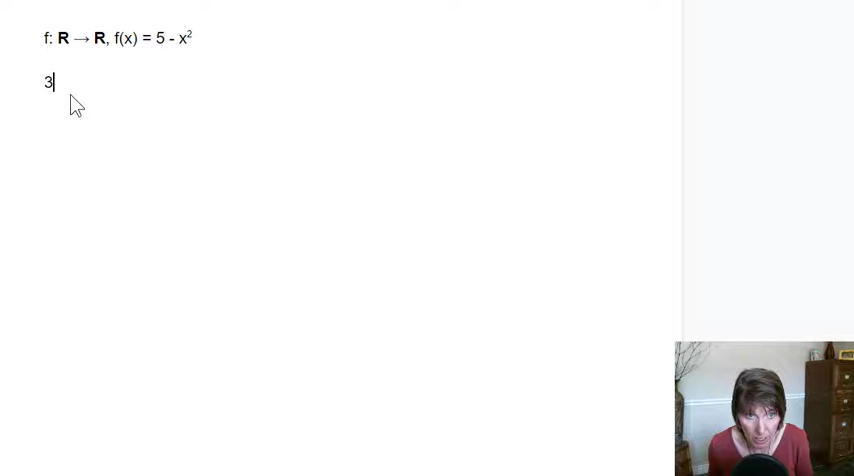 f: R → R, f(x) = 5 - x²
3